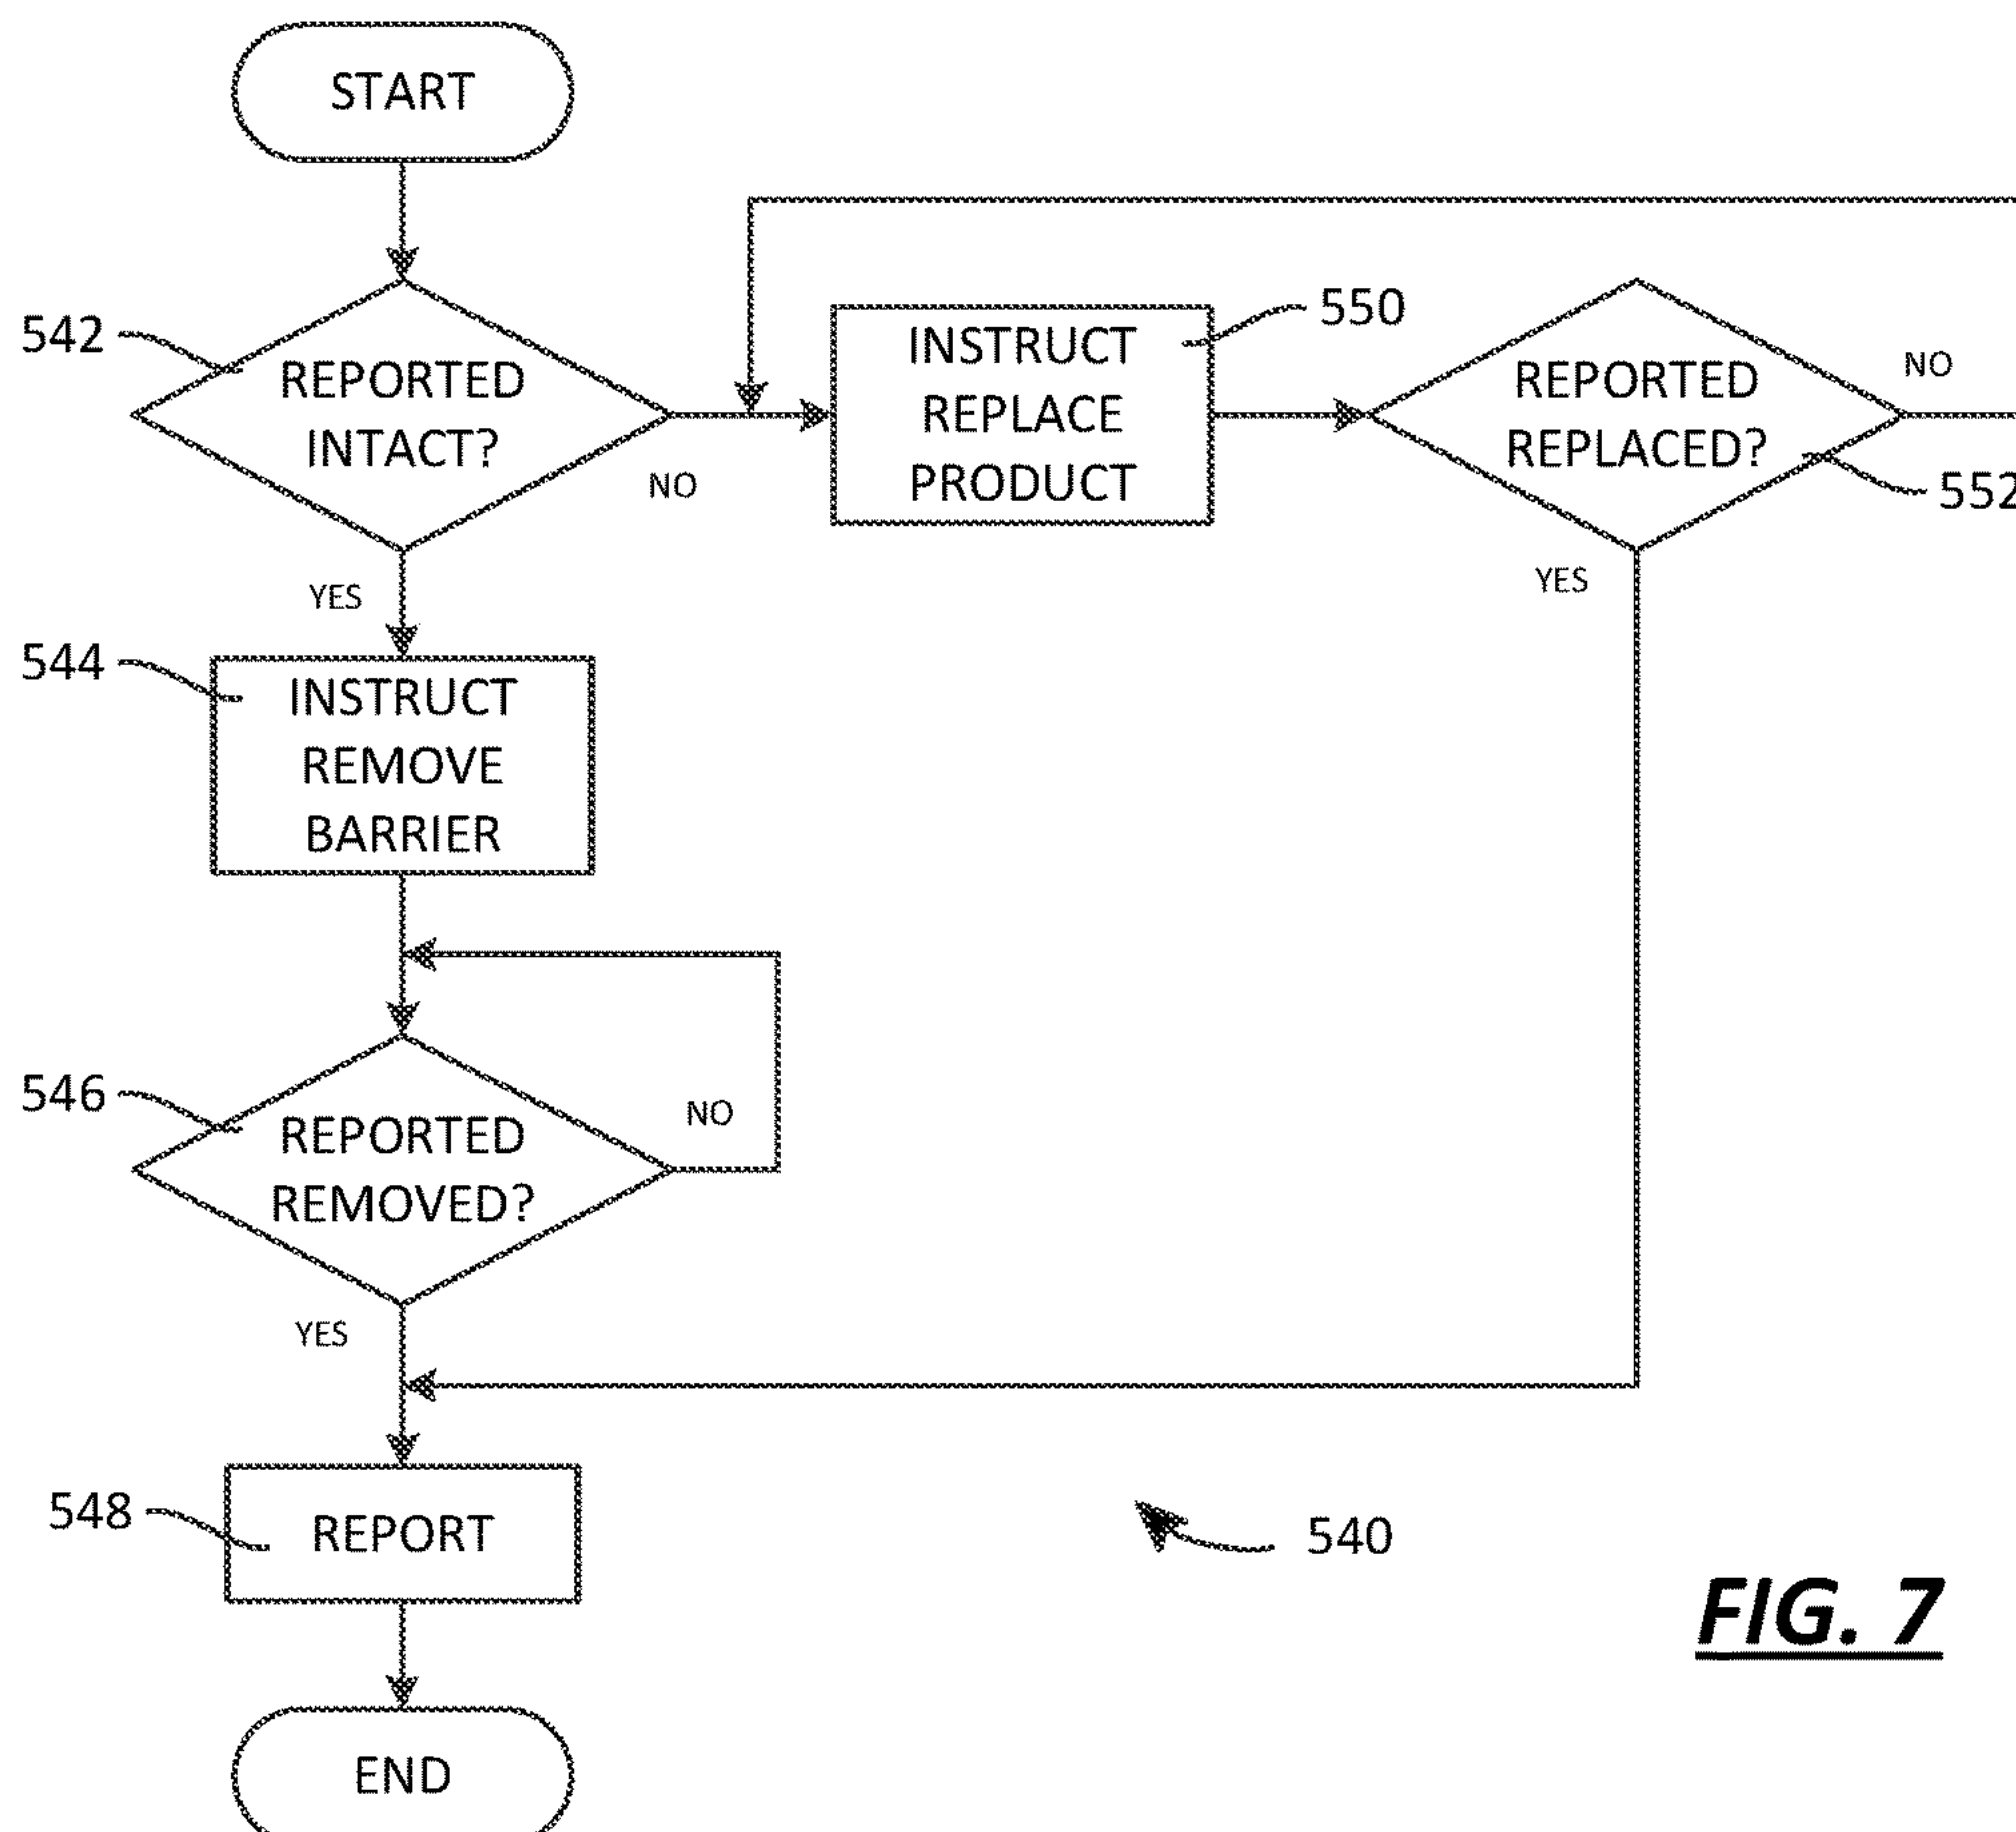 START
542
REPORTED
INTACT?
NO
550
INSTRUCT
REPLACE
PRODUCT
REPORTED
REPLACED?
NO
552
YES
YES
544
INSTRUCT
REMOVE
BARRIER
546
REPORTED
REMOVED?
NO
YES
548
REPORT
540
FIG. 7
END